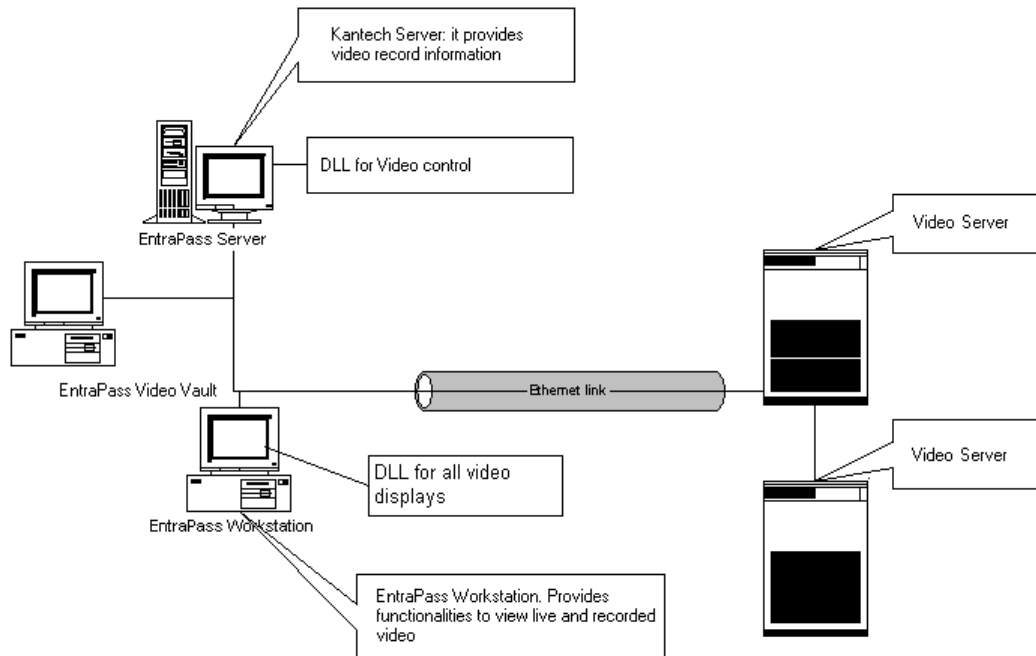 Kantech Server: it provides
video record information
DLL for Video control
EntraPass Server
Video Server
EntraPass Video Vault
Ethernet link
Video Server
DLL for all video
displays
EntraPass Workstation
EntraPass Workstation. Provides
functionalities to view live and recorded
video